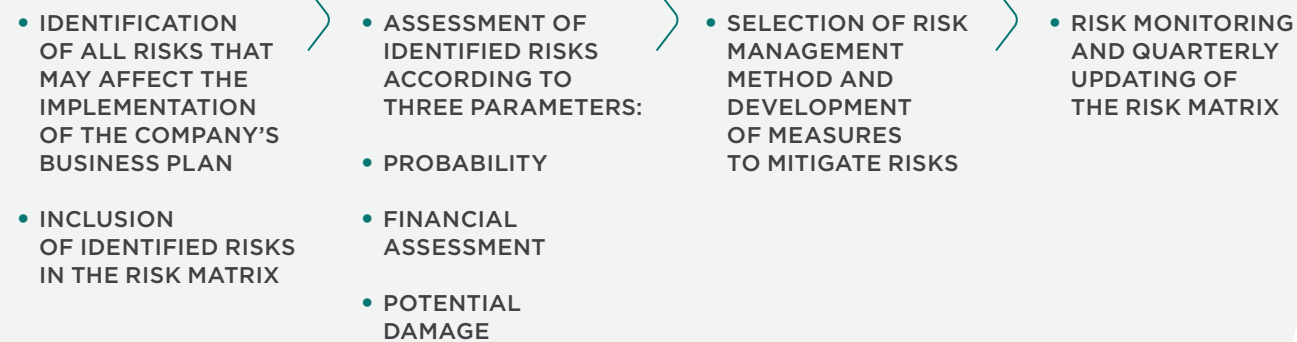 • IDENTIFICATION
OF ALL RISKS THAT
MAY AFFECT THE
IMPLEMENTATION
OF THE COMPANY’S
BUSINESS PLAN
• INCLUSION
OF IDENTIFIED RISKS
IN THE RISK MATRIX
• ASSESSMENT OF
IDENTIFIED RISKS
ACCORDING TO
THREE PARAMETERS:
• PROBABILITY
• FINANCIAL
ASSESSMENT
• POTENTIAL
DAMAGE
• SELECTION OF RISK
MANAGEMENT
METHOD AND
DEVELOPMENT
OF MEASURES
TO MITIGATE RISKS
• RISK MONITORING
AND QUARTERLY
UPDATING OF
THE RISK MATRIX